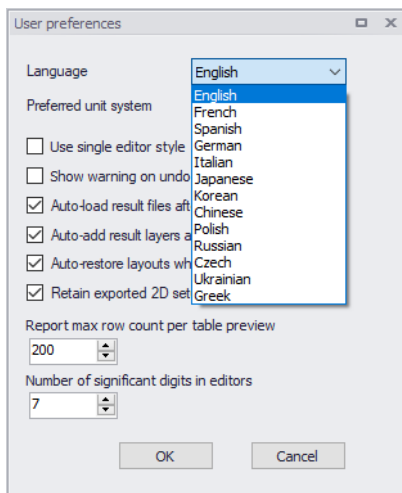 User preferences
Language
English
Preferred unit system
English
French
Spanish
German
Italian
Japanese
Korean
Chinese
Polish
Russian
Czech
Ukrainian
Greek
Use single editor style
Show warning on undo
Auto-load result files aft
Auto-add result layers a
Auto-restore layouts wh
Retain exported 2D set
Report max row count per table preview
200
Number of significant digits in editors
7
OK
Cancel